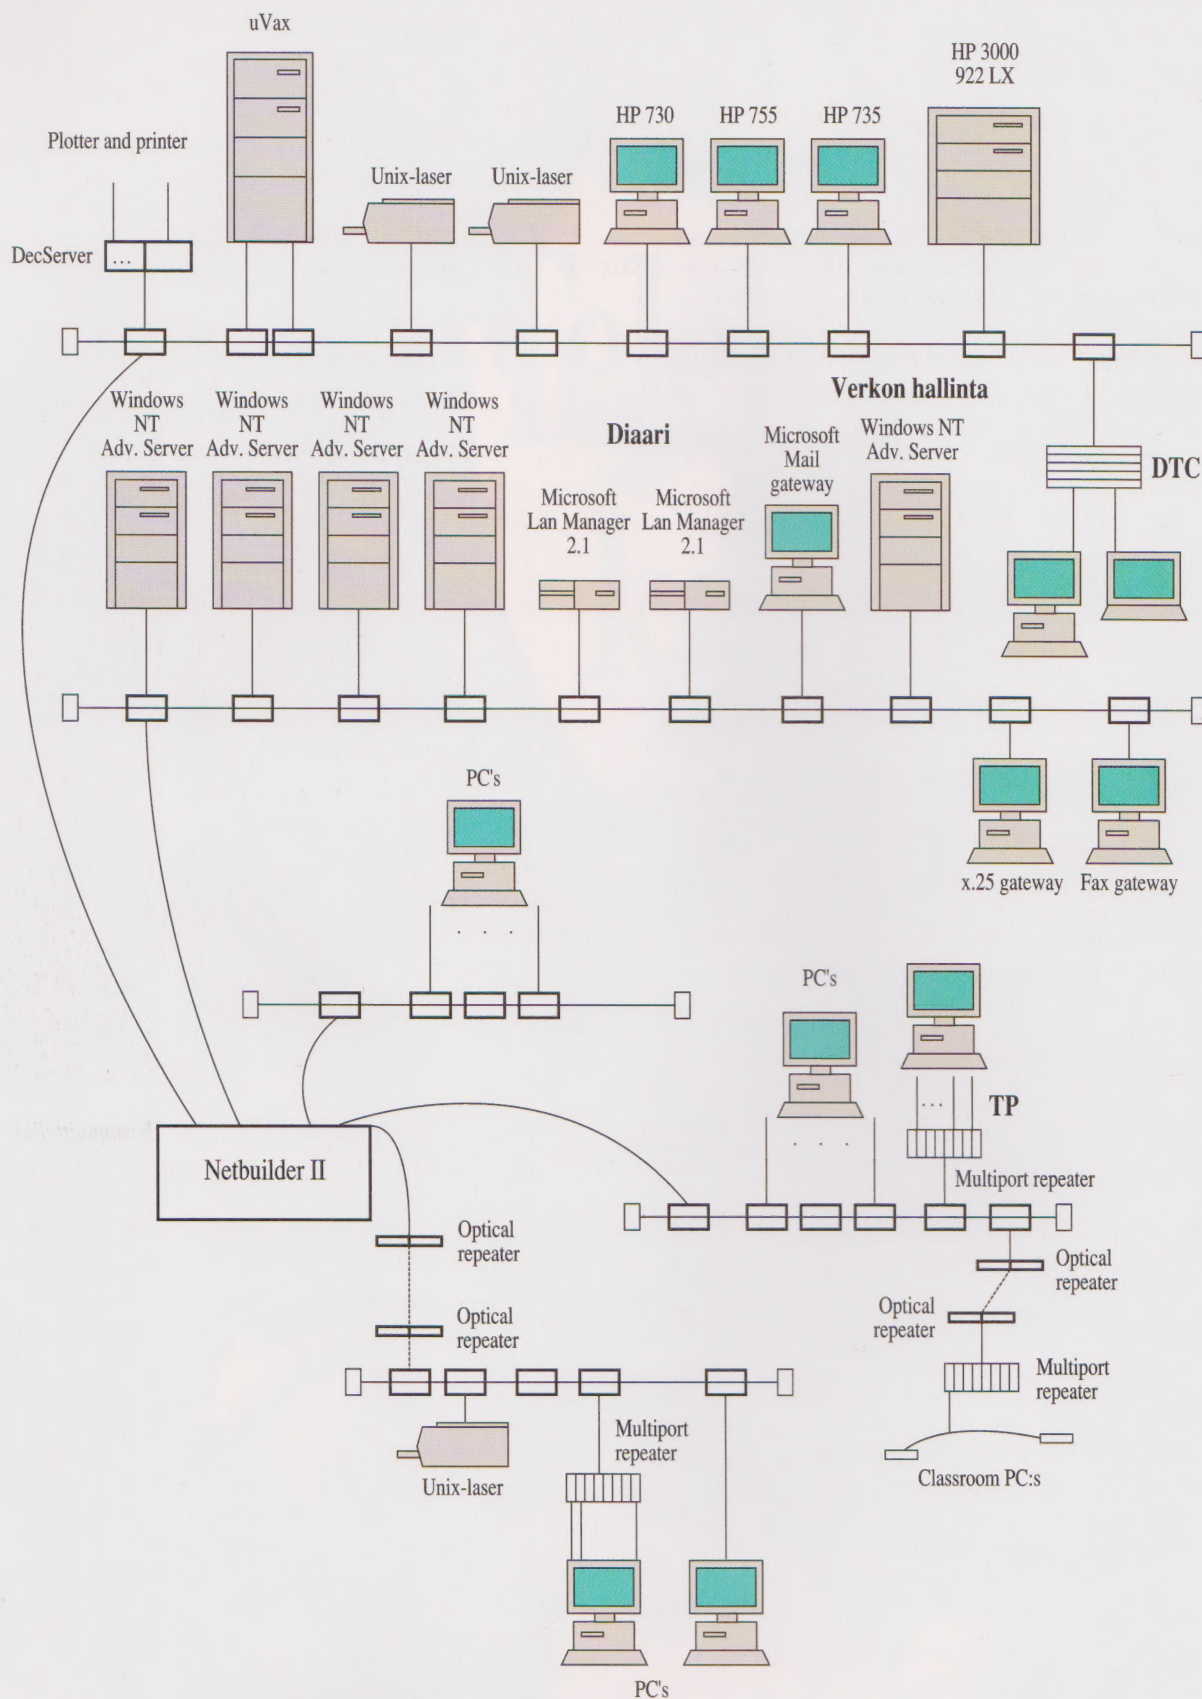 uVax
HP 3000
922 LX
HP 730
HP 755
HP 735
Plotter and printer
Unix-laser
Unix-laser
DecServer
...
Verkon hallinta
Windows
NT
Adv. Server
Windows
NT
Adv. Server
Windows
NT
Adv. Server
Windows
NT
Adv. Server
Diaari
Microsoft
Mail
gateway
Windows NT
Adv. Server
DTC
Microsoft
Lan Manager
2.1
Microsoft
Lan Manager
2.1
PC's
. . .
x.25 gateway
Fax gateway
PC's
. . .
...
TP
Multiport repeater
Netbuilder II
Optical
repeater
Optical
repeater
Optical
repeater
Optical
repeater
Multiport
repeater
Multiport
repeater
Unix-laser
Classroom PC:s
PC's